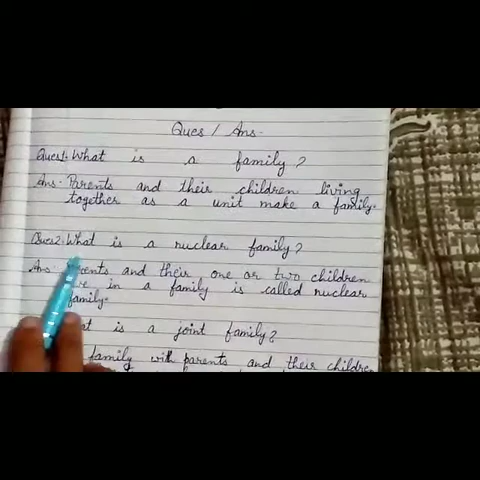 Ques / Ans.
Ques1. What is a family?
Ans. Parents and their children living
together as a unit make a family.
Ques2. What is a nuclear family?
Ans. and their one or two children
in a family is called nuclear
family.
is a joint family?
family with parents and their children